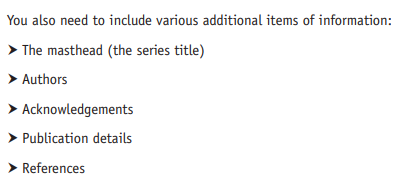 You also need to include various additional items of information:
➤ The masthead (the series title)
➤ Authors
➤ Acknowledgements
➤ Publication details
➤ References